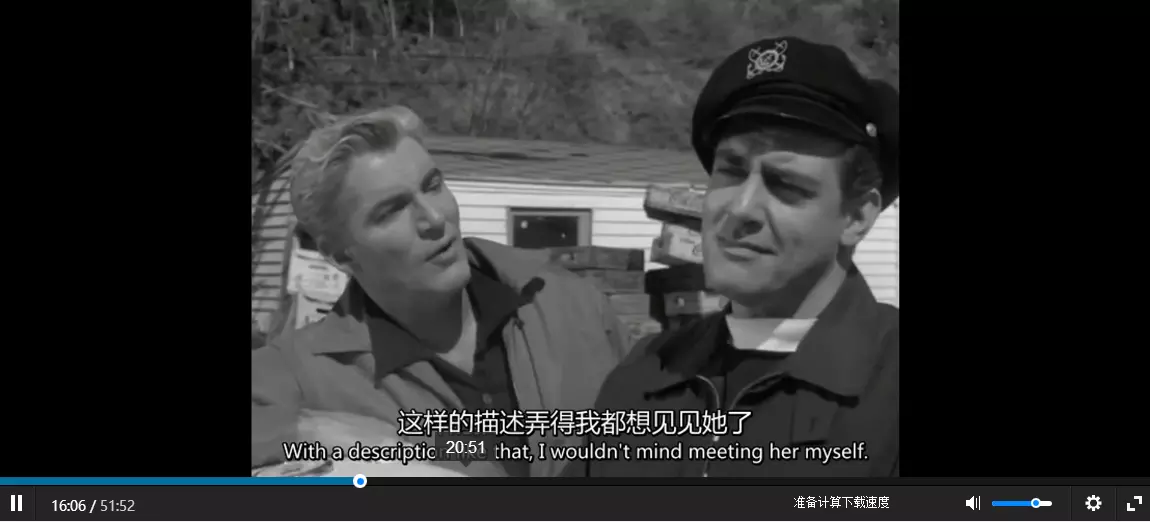 这样的描述弄得我都想见见她了
With a descriptio that, I wouldn't mind meeting her myself.
20:51
16:06 / 51:52
准备计算下载速度